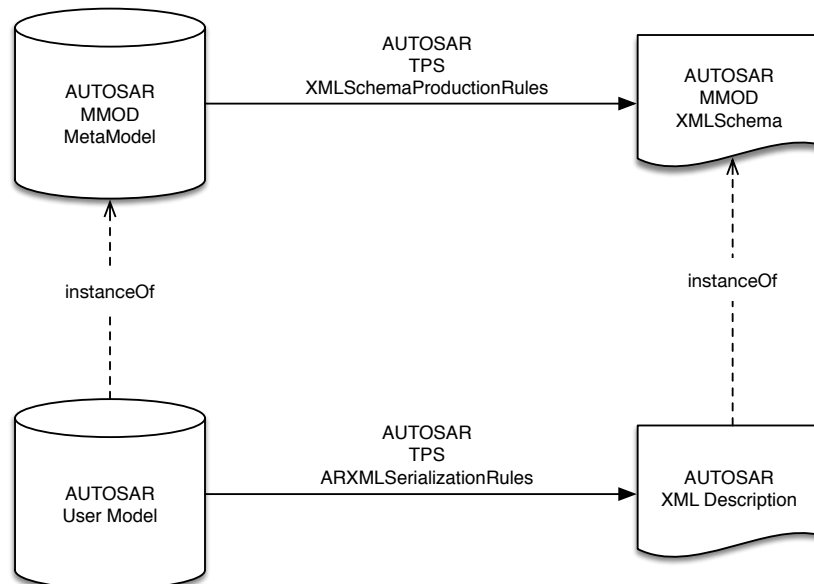 AUTOSAR
MMOD
MetaModel
AUTOSAR
TPS
XMLSchemaProductionRules
AUTOSAR
MMOD
XMLSchema
instanceOf
instanceOf
AUTOSAR
User Model
AUTOSAR
TPS
ARXMLSerializationRules
AUTOSAR
XML Description